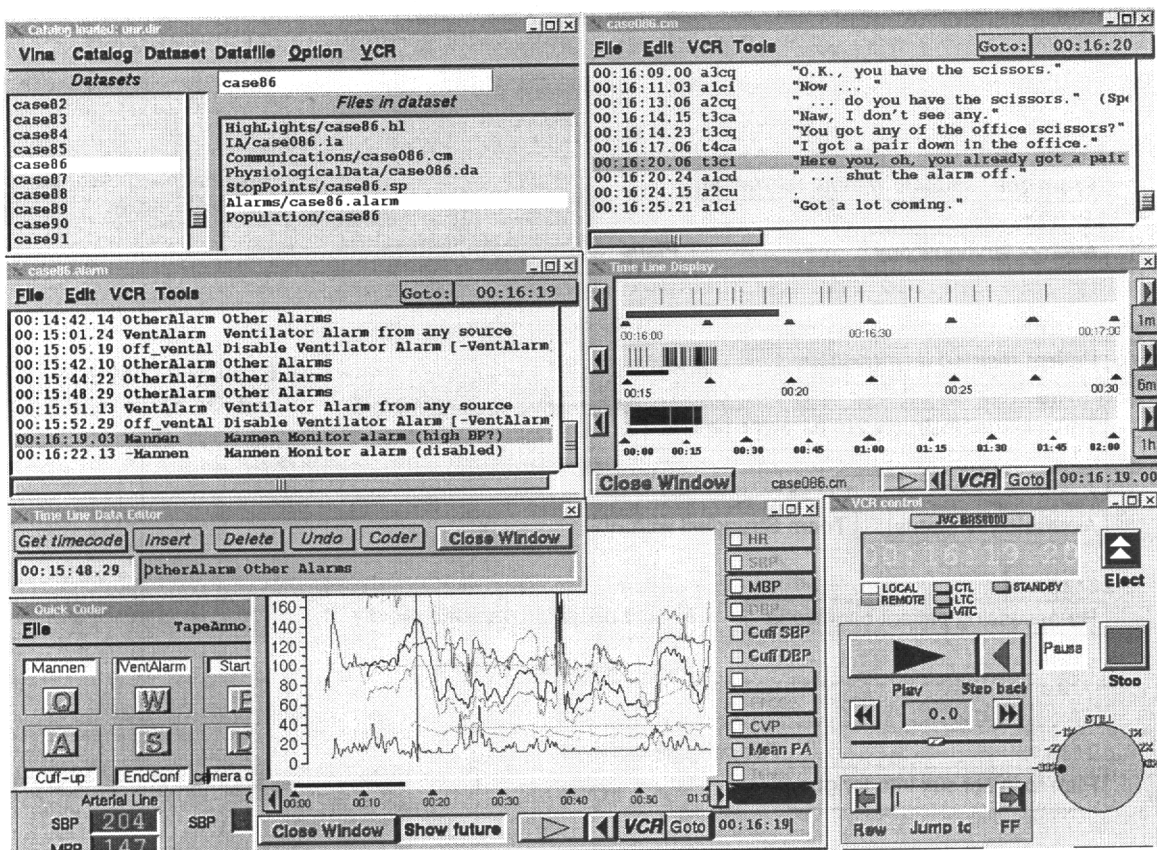 Catalog loaded: unr.dir
Vina Catalog Dataset Datafile Option VCR
Datasets
case86
Files in dataset
case82
case83
case84
case85
case86
case87
case88
case89
case90
case91
HighLights/case86.hl
IA/case086.ia
Communications/case086.cm
PhysiologicalData/case086.da
StopPoints/case86.sp
Alarms/case86.alarm
Population/case86
case086.cm
File Edit VCR Tools
Goto: 00:16:20
00:16:09.00 a3cq "O.K., you have the scissors."
00:16:11.03 a1ci "Now ... "
00:16:13.06 a2cq " ... do you have the scissors." (Spe
00:16:14.15 t3ca "Naw, I don't see any."
00:16:14.23 t3cq "You got any of the office scissors?"
00:16:17.06 t4ca "I got a pair down in the office."
00:16:20.06 t3ci "Here you, oh, you already got a pair
00:16:20.24 a1cd " ... shut the alarm off."
00:16:24.15 a2cu
00:16:25.21 a1ci "Got a lot coming."
case86.alarm
File Edit VCR Tools
Goto: 00:16:19
00:14:42.14 OtherAlarm Other Alarms
00:15:01.24 VentAlarm Ventilator Alarm from any source
00:15:05.19 Off_ventAl Disable Ventilator Alarm [-VentAlarm
00:15:42.10 OtherAlarm Other Alarms
00:15:44.22 OtherAlarm Other Alarms
00:15:48.29 OtherAlarm Other Alarms
00:15:51.13 VentAlarm Ventilator Alarm from any source
00:15:52.29 Off_ventAl Disable Ventilator Alarm [-VentAlarm
00:16:19.03 Mannen Mannen Monitor alarm (high BP?)
00:16:22.13 -Mannen Mannen Monitor alarm (disabled)
Time Line Display
1m
00:16:00 00:16:30 00:17:00
6m
00:15 00:20 00:25 00:30
1h
00:00 00:15 00:30 00:45 01:00 01:15 01:30 01:45 02:00
Close Window case086.cm VCR Goto 00:16:19.00
Time Line Data Editor
Get timecode Insert Delete Undo Coder Close Window
00:15:48.29 OtherAlarm Other Alarms
Quick Coder
File TapeAnno.
Mannen VentAlarm Start
Q W E
A S D
Cuff-up EndConf camera o
Arterial Line
SBP 204 SBP
MBP 147
160
140
120
100
80
60
40
20
0
00:00 00:10 00:20 00:30 00:40 00:50 01:0
HR
SBP
MBP
DBP
Cuff SBP
Cuff DBP
CVP
Mean PA
Close Window Show future VCR Goto 00:16:19
VCR control
JVC BR5600U
LOCAL
REMOTE
CTL
LTC
VITC
STANDBY
Eject
Play Step back
Pause
Stop
0.0
STILL
Rew Jump to FF